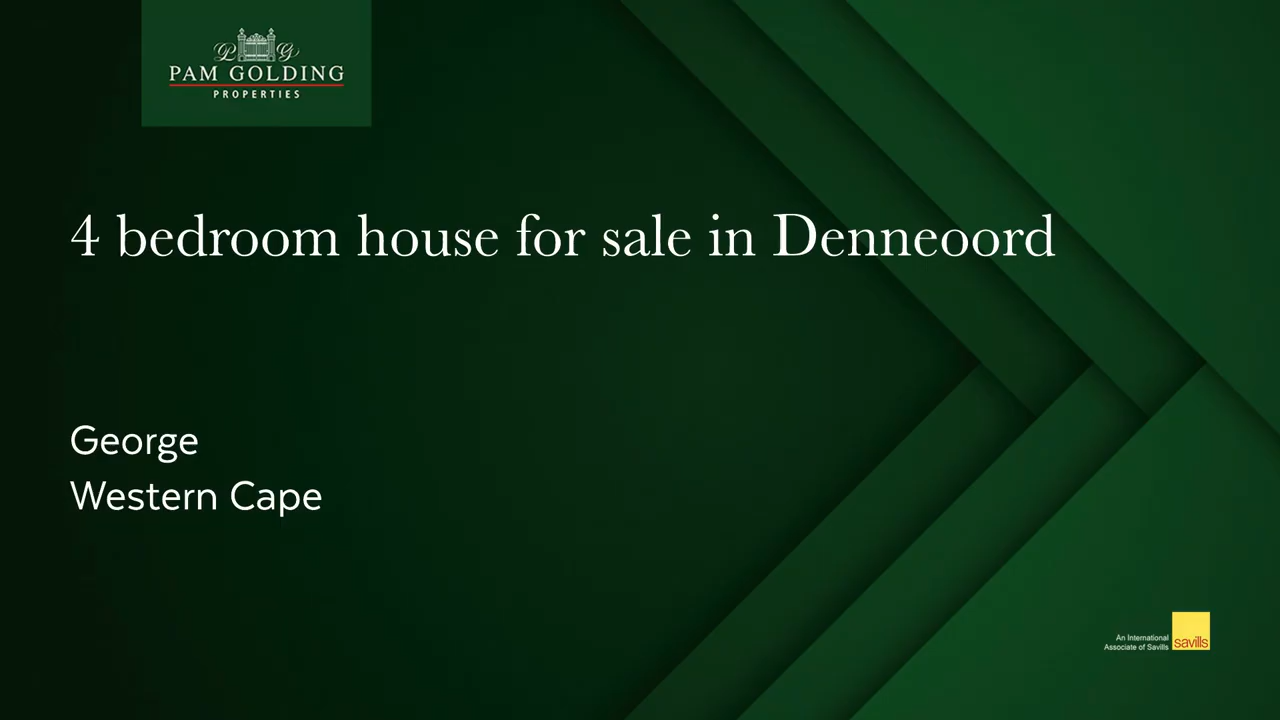 P G
PAM GOLDING
PROPERTIES
4 bedroom house for sale in Denneoord
George
Western Cape
An International
Associate of Savills
savills